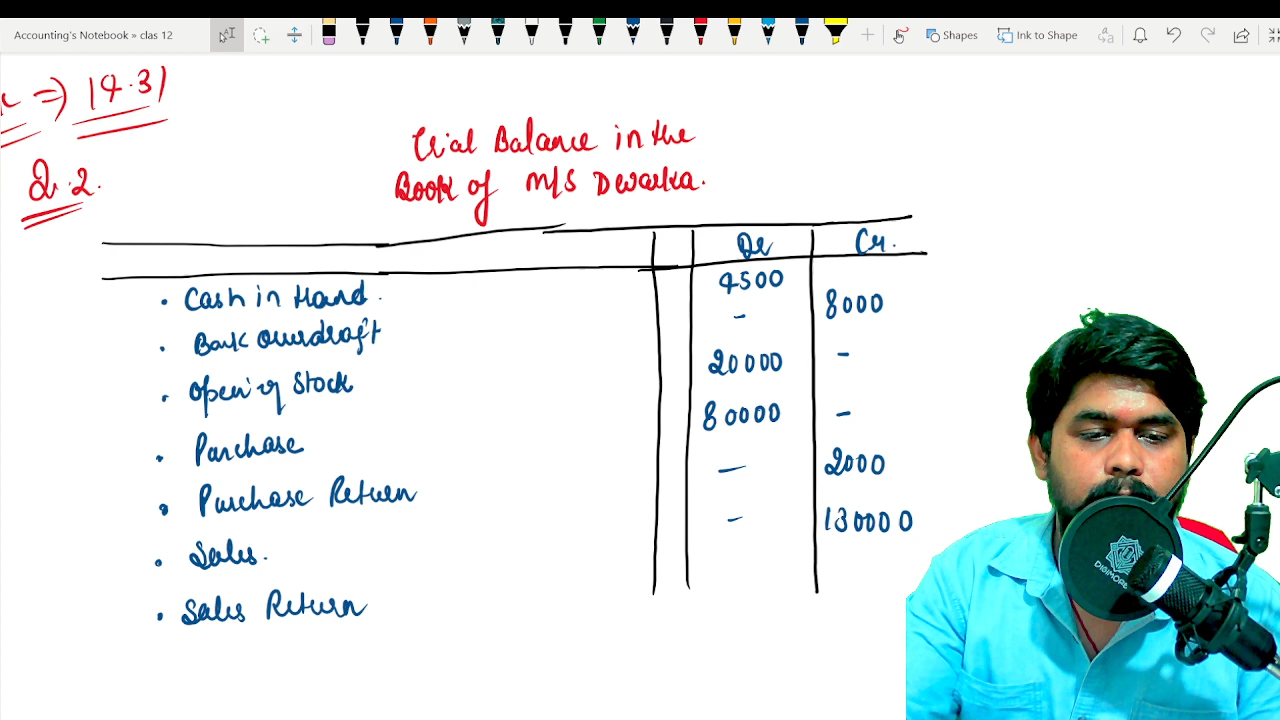 Accounting's Notebook » clas 12
Shapes
Ink to Shape
⇒ 14.31
Q.2.
Trial Balance in the
Book of M/S Dwarka.
Dr Cr.
• Cash in Hand. 4500
• Bank overdraft - 8000
• Opening Stock 20000 -
• Purchase 80000 -
• Purchase Return - 2000
• Sales. - 130000
• Sales Return